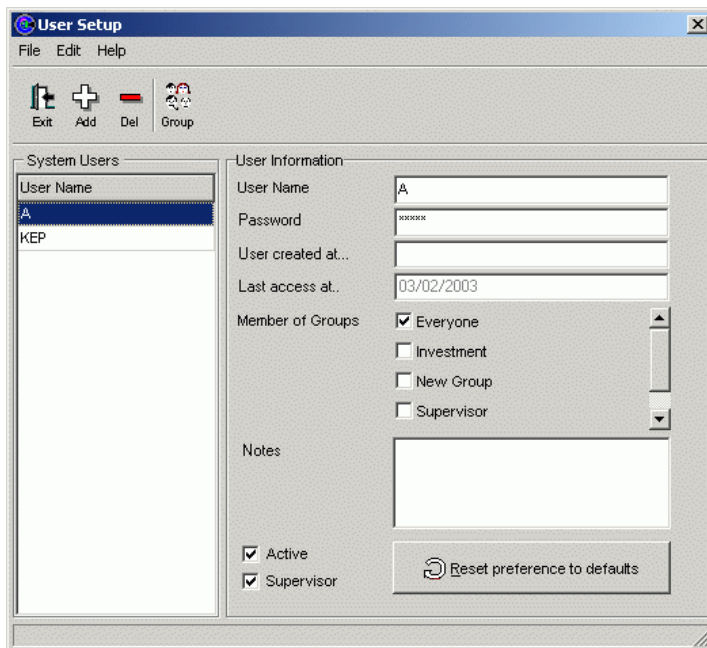 User Setup
File Edit Help
Exit Add Del Group
System Users
User Name
A
KEP
User Information
User Name A
Password *****
User created at...
Last access at.. 03/02/2003
Member of Groups Everyone
Investment
New Group
Supervisor
Notes
Active
Supervisor
Reset preference to defaults